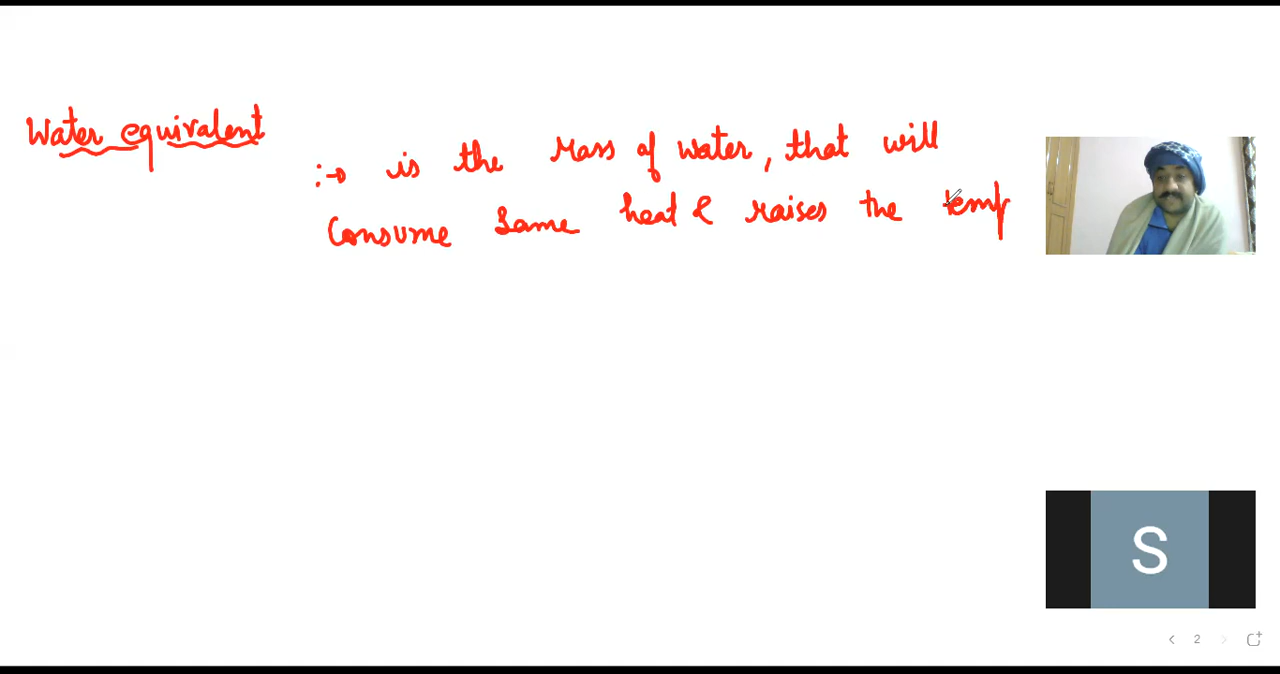 Water equivalent
:→ is the mass of water, that will
Consume same heat & raises the temp
S
2